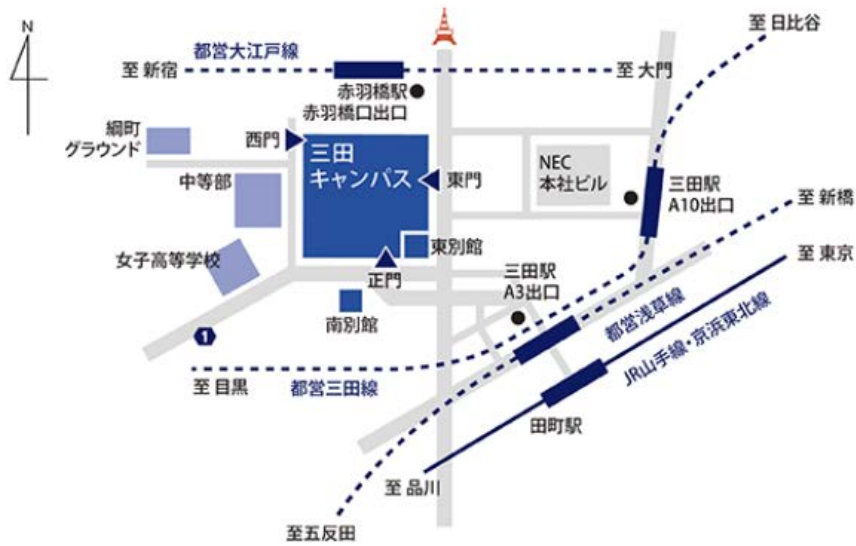 N
都営大江戸線
至 新宿
至 大門
至 日比谷
赤羽橋駅
赤羽橋口出口
綱町
グラウンド
西門
三田
キャンパス
東門
NEC
本社ビル
三田駅
A10出口
至 新橋
中等部
女子高等学校
東別館
正門
三田駅
A3出口
至 東京
南別館
1
都営浅草線
JR山手線・京浜東北線
至 目黒
都営三田線
田町駅
至 品川
至五反田